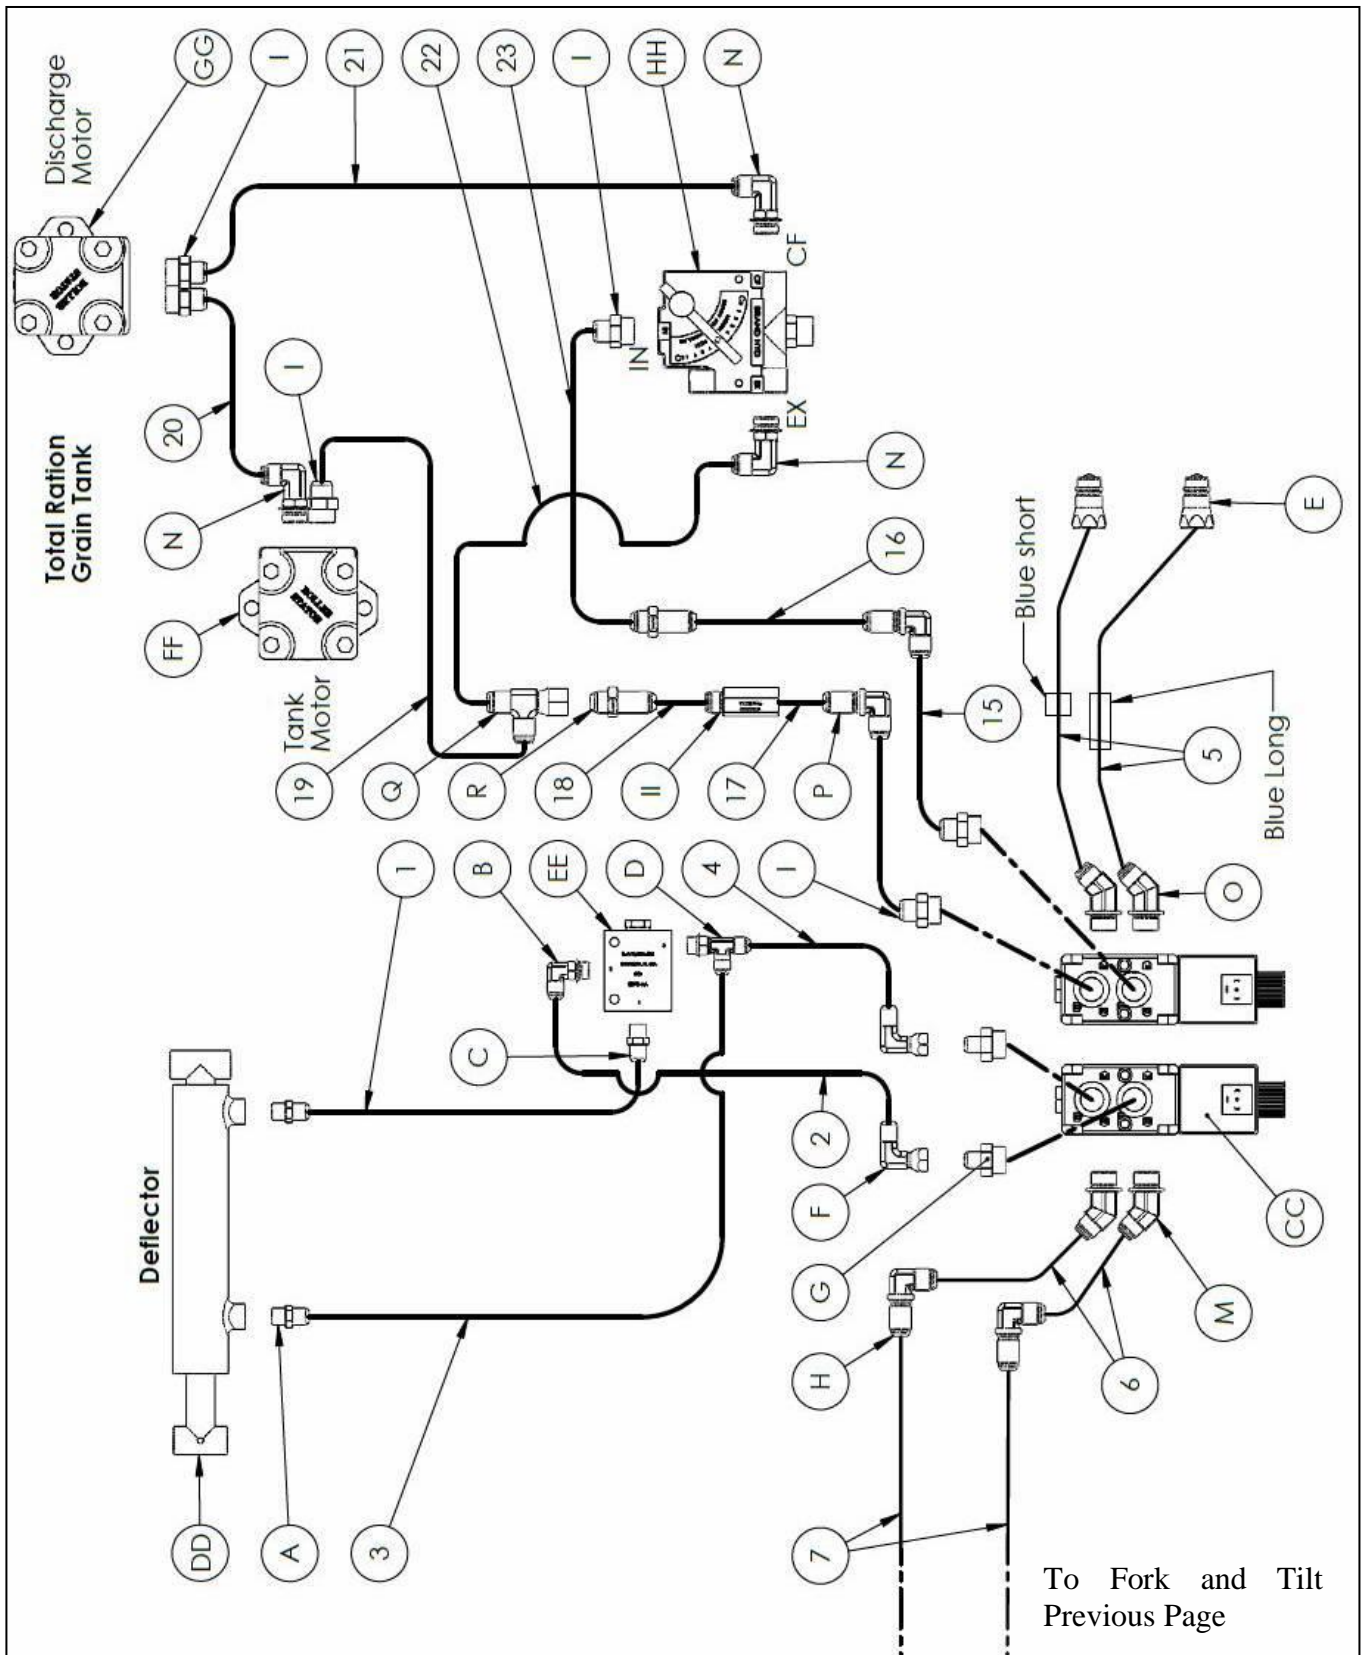 Discharge
Motor
GG
I
21
22
23
I
HH
N
Total Ration
Grain Tank
20
I
N
FF
IN
CF
EX
N
Tank
Motor
19
Q
R
18
II
17
P
16
15
Blue short
E
5
Blue Long
O
1
B
EE
D
4
I
C
2
F
G
CC
Deflector
DD
A
3
H
M
6
7
To Fork and Tilt
Previous Page